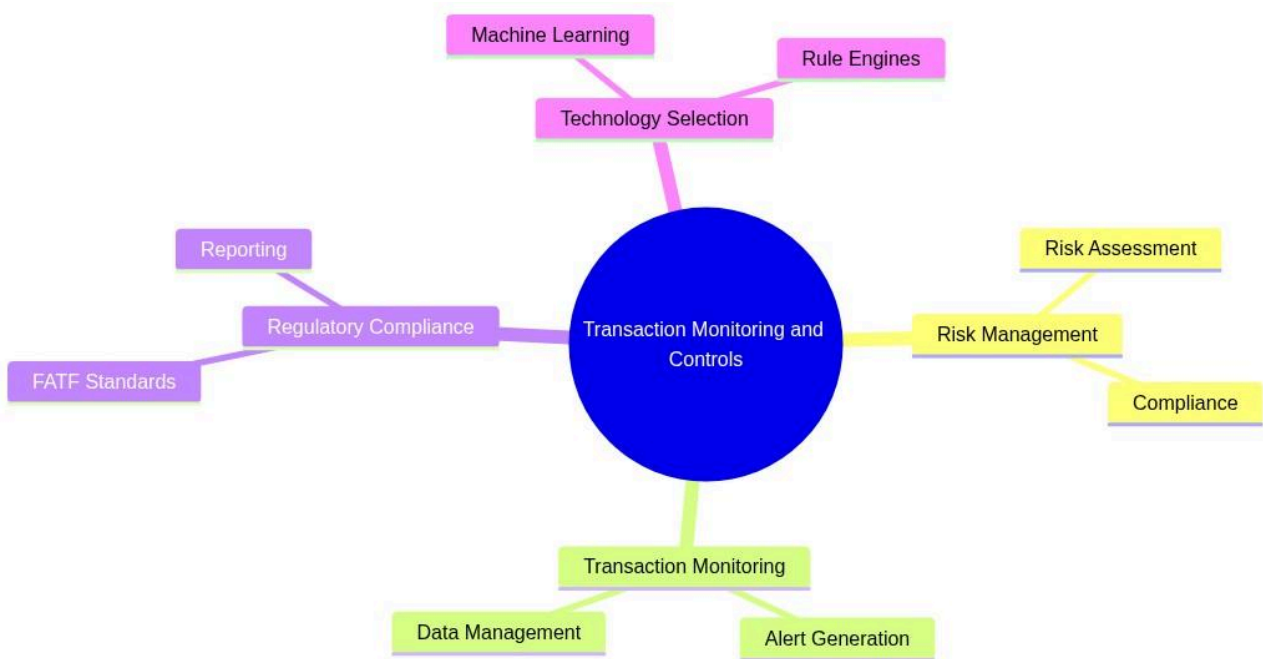 Machine Learning
Rule Engines
Technology Selection
Reporting
Risk Assessment
Regulatory Compliance
Transaction Monitoring and
Controls
Risk Management
FATF Standards
Compliance
Transaction Monitoring
Data Management
Alert Generation